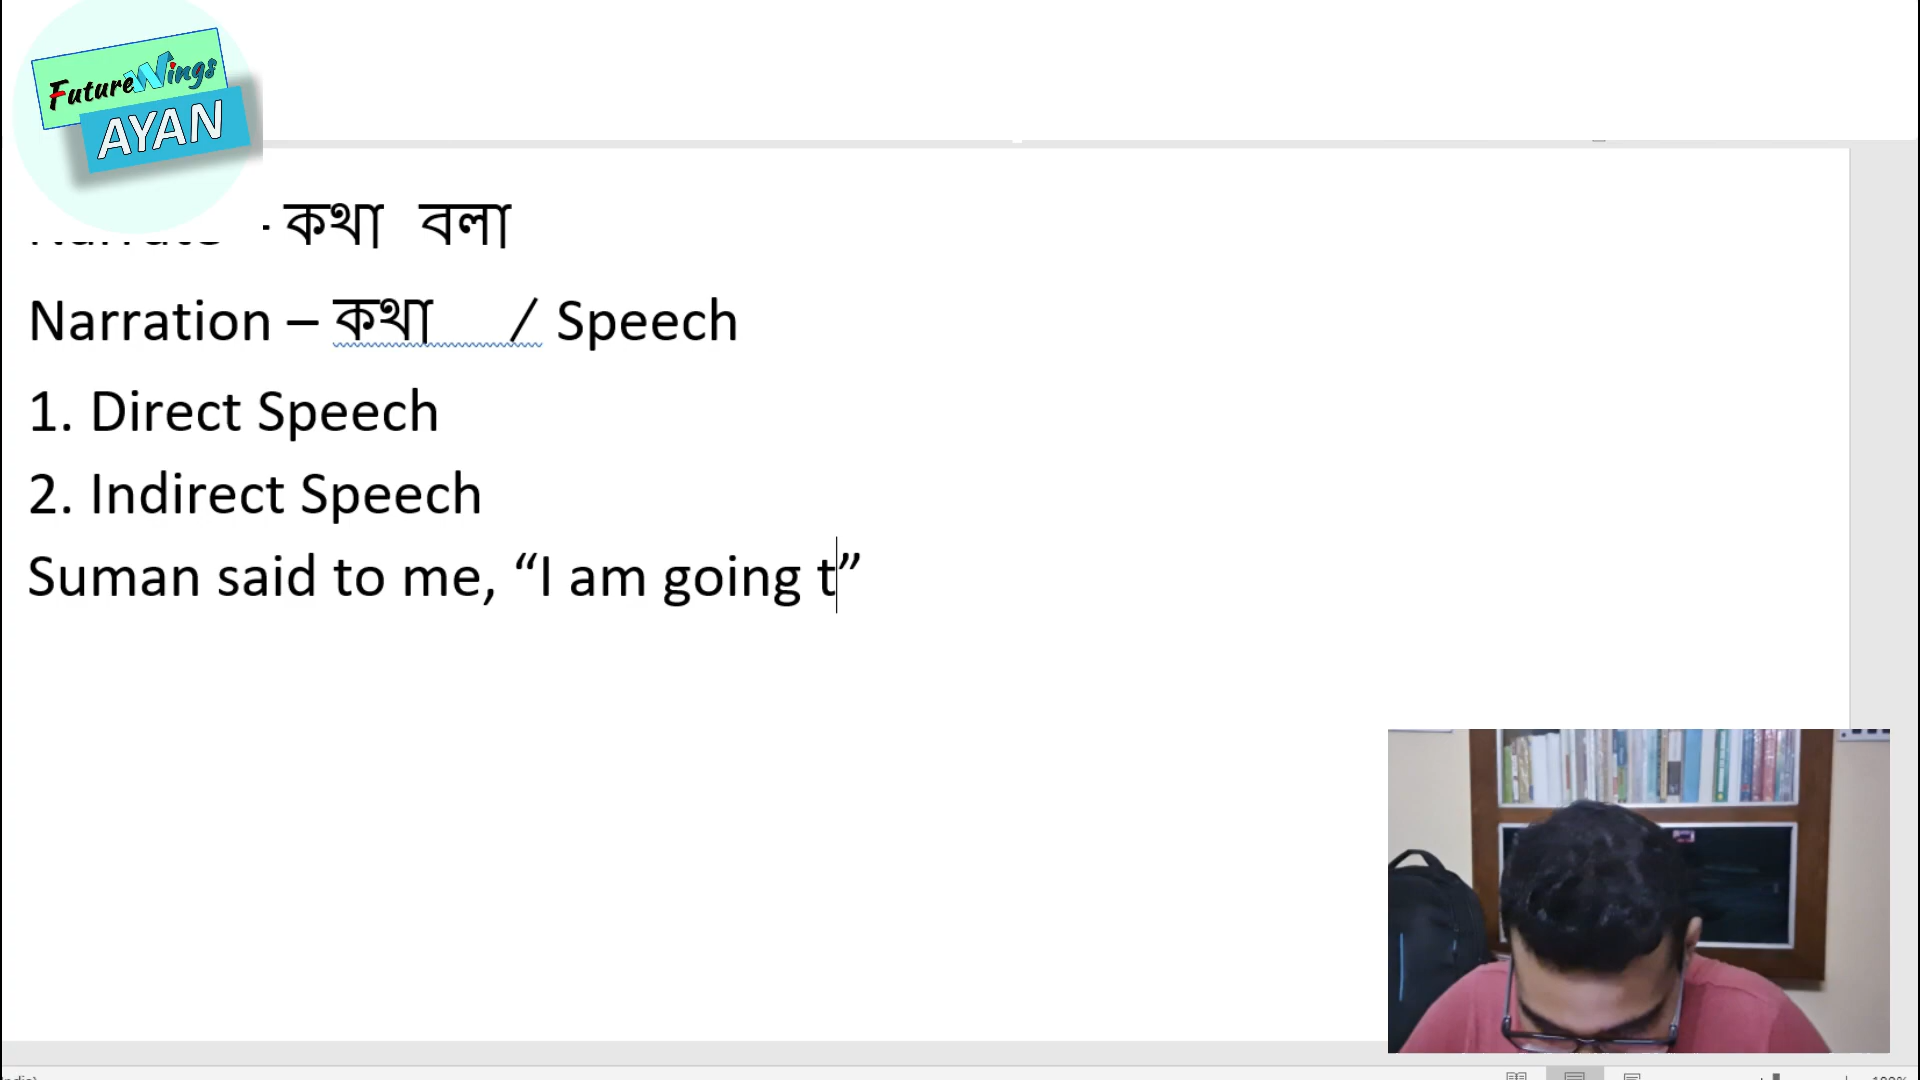 FutureWings
AYAN
- কথা বলা
Narration – কথা / Speech
1. Direct Speech
2. Indirect Speech
Suman said to me, “I am going t”